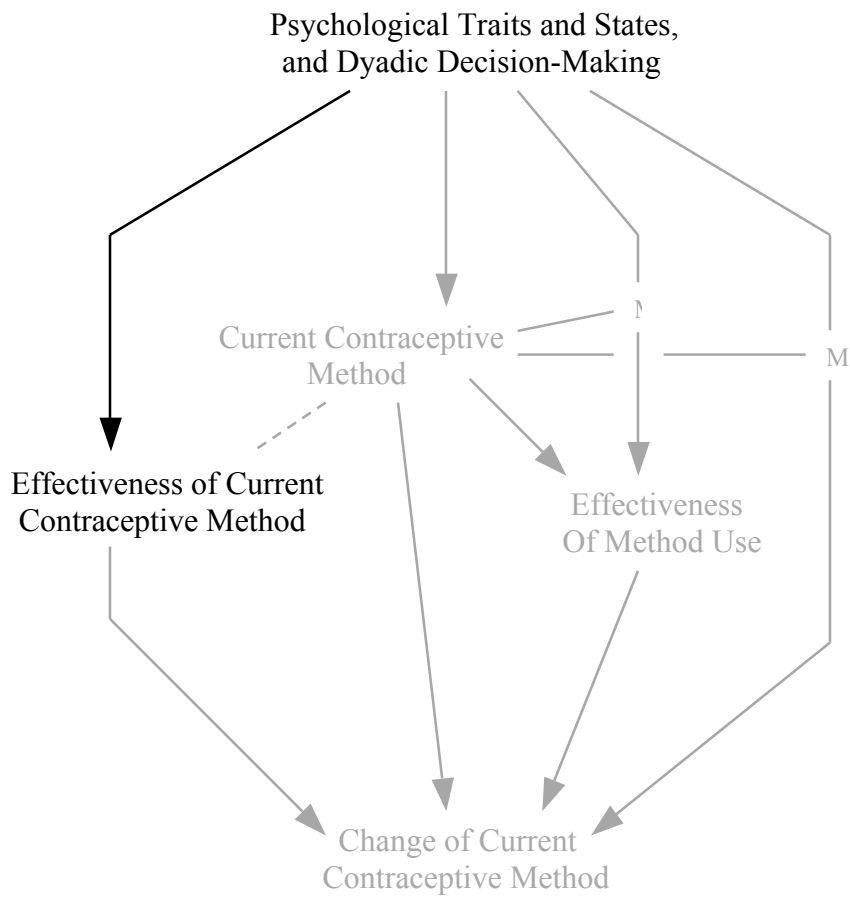 Psychological Traits and States,
and Dyadic Decision-Making
Current Contraceptive
Method
M
Effectiveness of Current
Contraceptive Method
Effectiveness
Of Method Use
Change of Current
Contraceptive Method